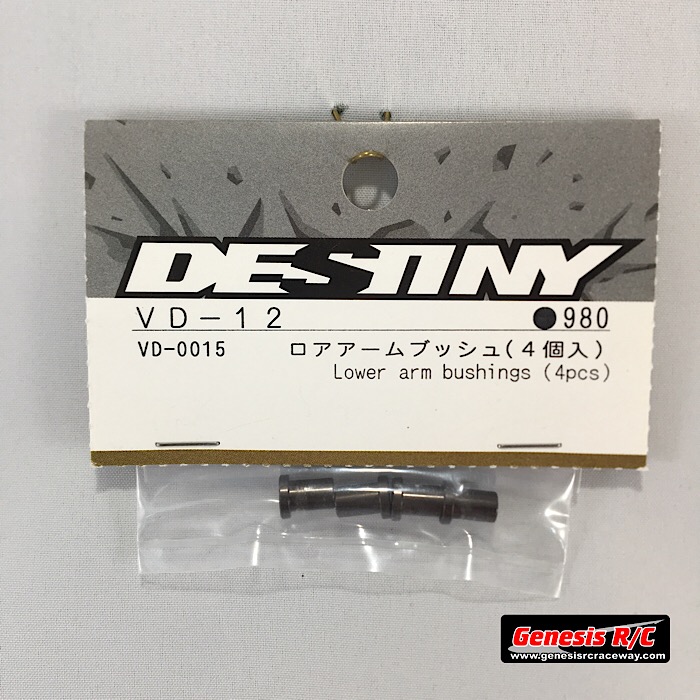 DESTINY
VD-12 ●980
VD-0015 ロアアームブッシュ(4個入)
Lower arm bushings (4pcs)
Genesis R/C
www.genesisrcraceway.com